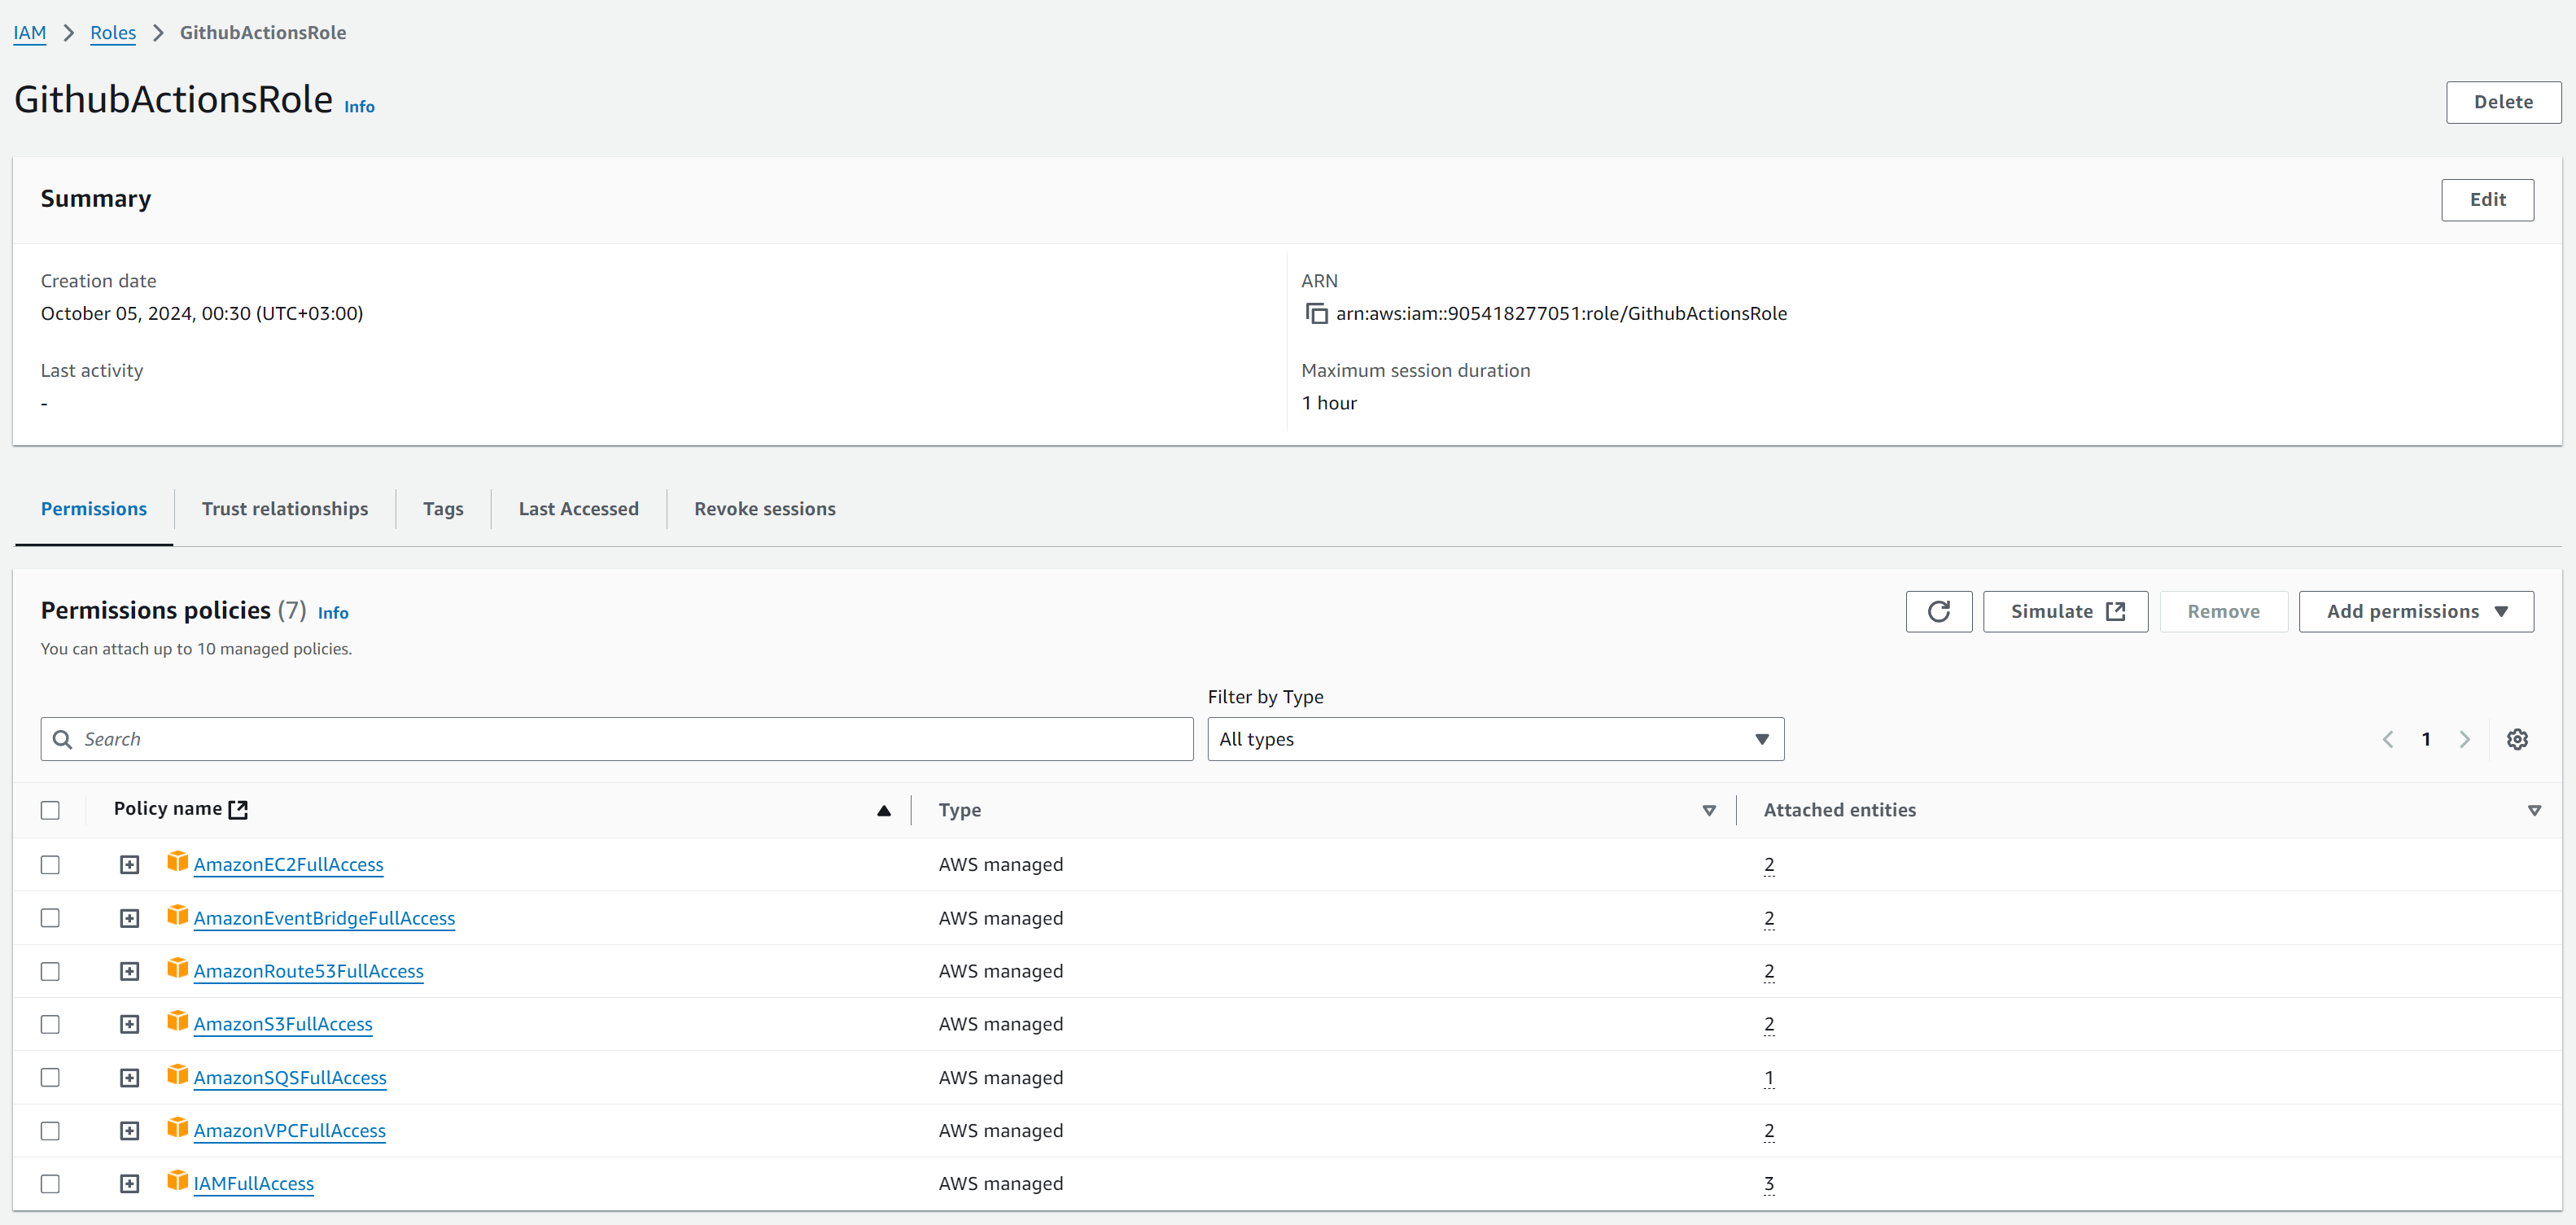 IAM > Roles > GithubActionsRole
GithubActionsRole Info
Delete
Summary
Edit
Creation date
October 05, 2024, 00:30 (UTC+03:00)
ARN
arn:aws:iam::905418277051:role/GithubActionsRole
Last activity
-
Maximum session duration
1 hour
Permissions
Trust relationships
Tags
Last Accessed
Revoke sessions
Permissions policies (7) Info
Simulate
Remove
Add permissions
You can attach up to 10 managed policies.
Filter by Type
Search
All types
1
Policy name
Type
Attached entities
AmazonEC2FullAccess AWS managed 2
AmazonEventBridgeFullAccess AWS managed 2
AmazonRoute53FullAccess AWS managed 2
AmazonS3FullAccess AWS managed 2
AmazonSQSFullAccess AWS managed 1
AmazonVPCFullAccess AWS managed 2
IAMFullAccess AWS managed 3